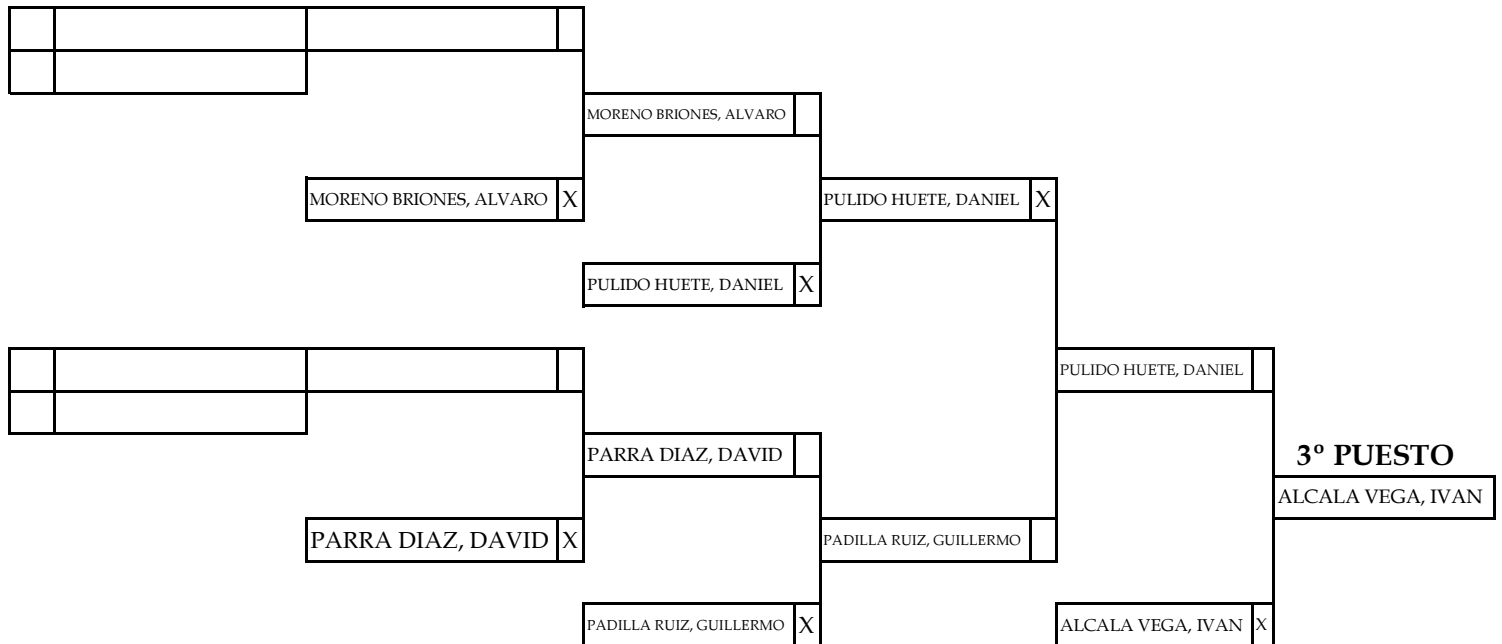 MORENO BRIONES, ALVARO
MORENO BRIONES, ALVARO X
PULIDO HUETE, DANIEL X
PULIDO HUETE, DANIEL X
PULIDO HUETE, DANIEL
PARRA DIAZ, DAVID
3º PUESTO
ALCALA VEGA, IVAN
PARRA DIAZ, DAVID X
PADILLA RUIZ, GUILLERMO
PADILLA RUIZ, GUILLERMO X
ALCALA VEGA, IVAN X